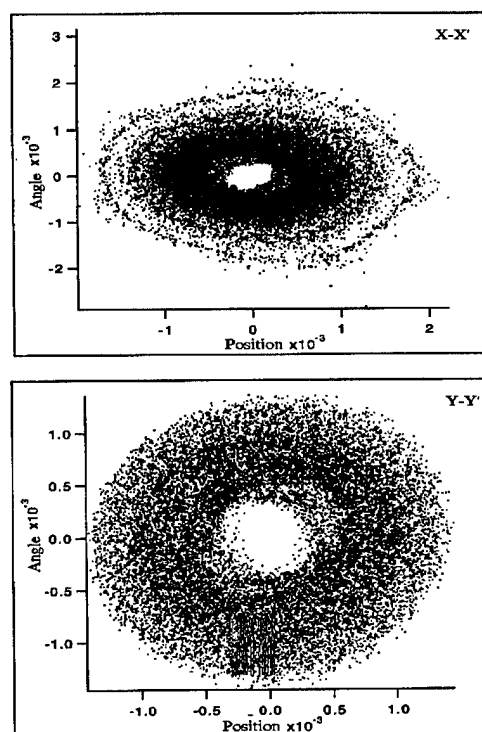 X-X'
3
2
1
0
-1
-2
Angle x10-3
-1 0 1 2
Position x10-3
Y-Y'
1.0
0.5
0.0
-0.5
-1.0
Angle x10-3
-1.0 -0.5 0.0 0.5 1.0
Position x10-3